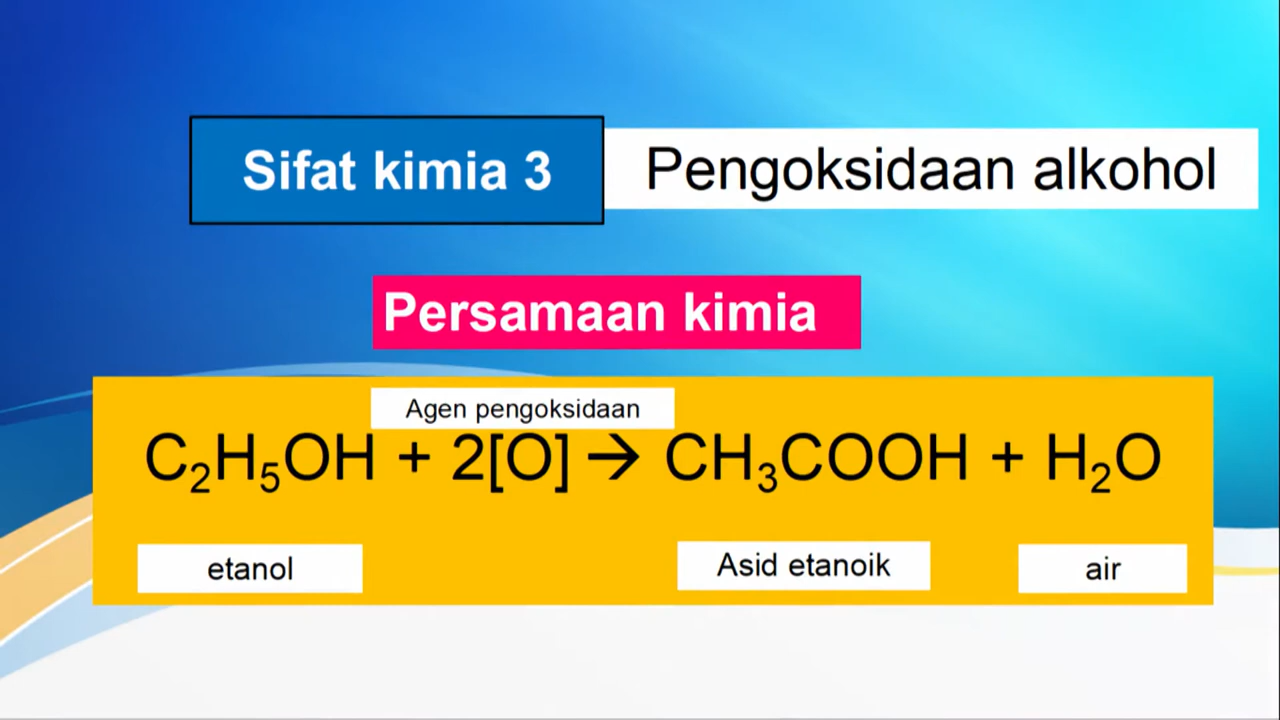 Sifat kimia 3
Pengoksidaan alkohol
Persamaan kimia
Agen pengoksidaan
C₂H₅OH + 2[O] → CH₃COOH + H₂O
etanol
Asid etanoik
air